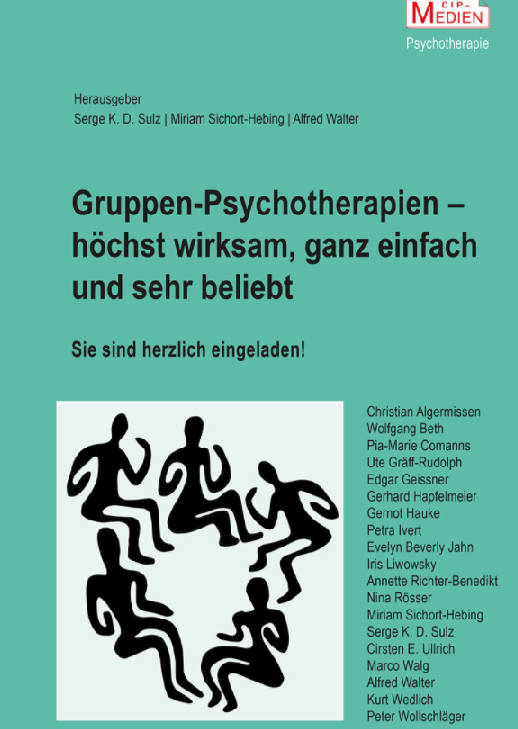 CIP-
MEDIEN
Psychotherapie
Herausgeber
Serge K. D. Sulz | Miriam Sichort-Hebing | Alfred Walter
Gruppen-Psychotherapien –
höchst wirksam, ganz einfach
und sehr beliebt
Sie sind herzlich eingeladen!
Christian Algermissen
Wolfgang Beth
Pia-Marie Comanns
Ute Gräff-Rudolph
Edgar Geissner
Gerhard Hapfelmeier
Gernot Hauke
Petra Ivert
Evelyn Beverly Jahn
Iris Liwowsky
Annette Richter-Benedikt
Nina Rösser
Miriam Sichort-Hebing
Serge K. D. Sulz
Cirsten E. Ullrich
Marco Walg
Alfred Walter
Kurt Wedlich
Peter Wollschläger